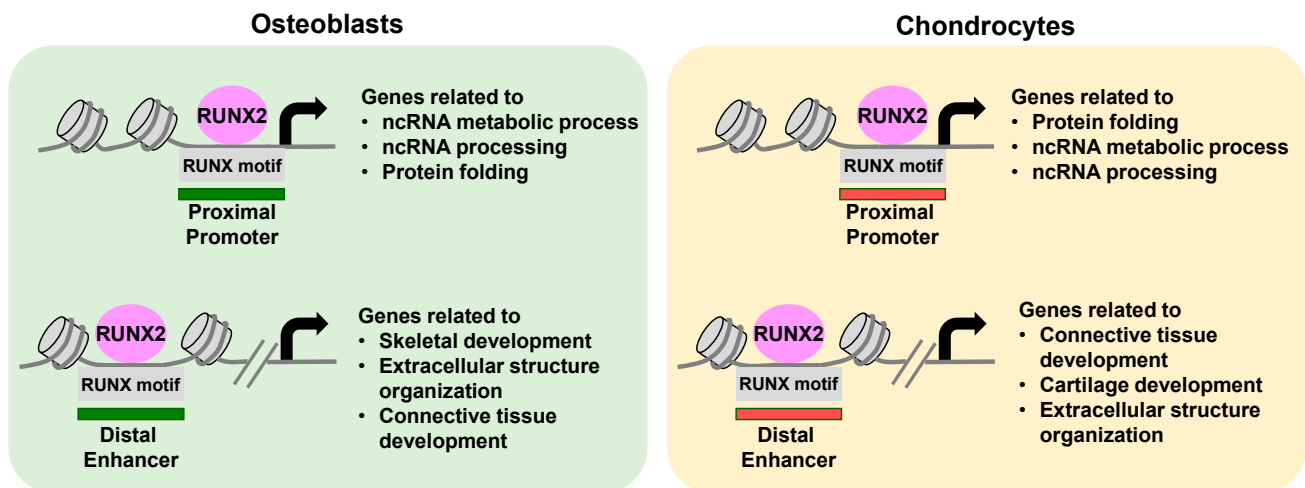 Osteoblasts
RUNX2
RUNX motif
Proximal
Promoter
Genes related to
• ncRNA metabolic process
• ncRNA processing
• Protein folding
RUNX2
RUNX motif
Distal
Enhancer
Genes related to
• Skeletal development
• Extracellular structure
organization
• Connective tissue
development
Chondrocytes
RUNX2
RUNX motif
Proximal
Promoter
Genes related to
• Protein folding
• ncRNA metabolic process
• ncRNA processing
RUNX2
RUNX motif
Distal
Enhancer
Genes related to
• Connective tissue
development
• Cartilage development
• Extracellular structure
organization